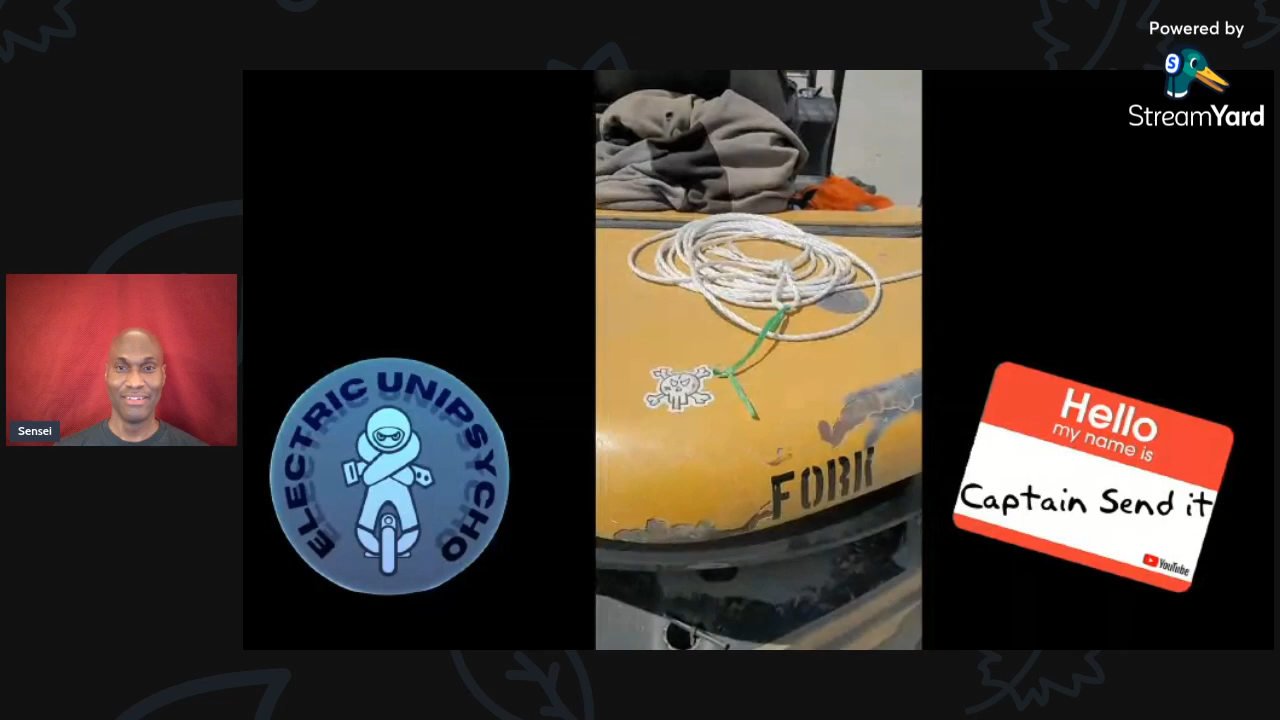 Powered by
S
StreamYard
Sensei
ELECTRIC UNIPSYCHO
FORK
Hello
my name is
Captain Send it
YouTube